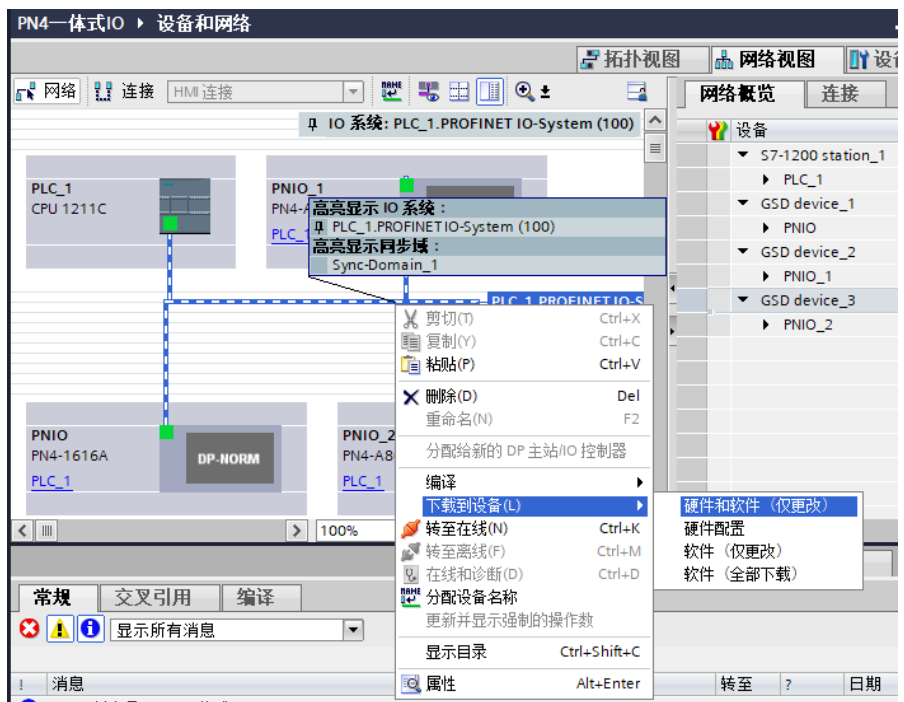 PN4一体式IO ▸ 设备和网络
拓扑视图 网络视图
网络 连接 HMI 连接
网络概览 连接
IO 系统: PLC_1.PROFINET IO-System (100)
设备
S7-1200 station_1
PLC_1
GSD device_1
PNIO
GSD device_2
PNIO_1
GSD device_3
PNIO_2
PLC_1
CPU 1211C
PNIO_1
高亮显示 IO 系统：
PLC_1.PROFINET IO-System (100)
高亮显示同步域：
Sync-Domain_1
剪切(T) Ctrl+X
复制(Y) Ctrl+C
粘贴(P) Ctrl+V
删除(D) Del
重命名(N) F2
分配给新的 DP 主站/IO 控制器
编译
下载到设备(L)
转至在线(N) Ctrl+K
转至离线(F) Ctrl+M
在线和诊断(D) Ctrl+D
分配设备名称
更新并显示强制的操作数
显示目录 Ctrl+Shift+C
属性 Alt+Enter
硬件和软件（仅更改）
硬件配置
软件（仅更改）
软件（全部下载）
PNIO
PN4-1616A
PLC_1
DP-NORM
PNIO_2
PLC_1
100%
常规 交叉引用 编译
显示所有消息
! 消息 转至 ? 日期